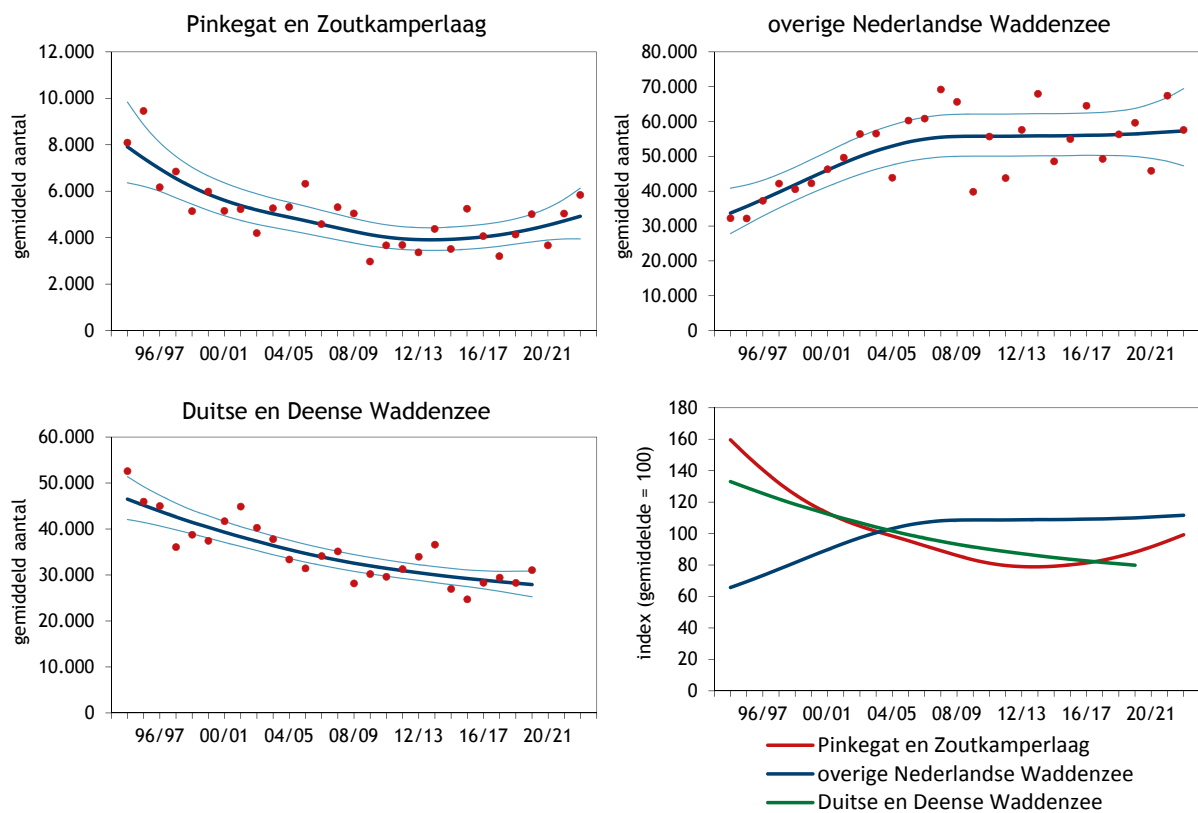 Pinkegat en Zoutkamperlaag
gemiddeld aantal
12.000
10.000
8.000
6.000
4.000
2.000
0
96/97 00/01 04/05 08/09 12/13 16/17 20/21
overige Nederlandse Waddenzee
gemiddeld aantal
80.000
70.000
60.000
50.000
40.000
30.000
20.000
10.000
0
96/97 00/01 04/05 08/09 12/13 16/17 20/21
Duitse en Deense Waddenzee
gemiddeld aantal
60.000
50.000
40.000
30.000
20.000
10.000
0
96/97 00/01 04/05 08/09 12/13 16/17 20/21
index (gemiddelde = 100)
180
160
140
120
100
80
60
40
20
0
96/97 00/01 04/05 08/09 12/13 16/17 20/21
Pinkegat en Zoutkamperlaag
overige Nederlandse Waddenzee
Duitse en Deense Waddenzee